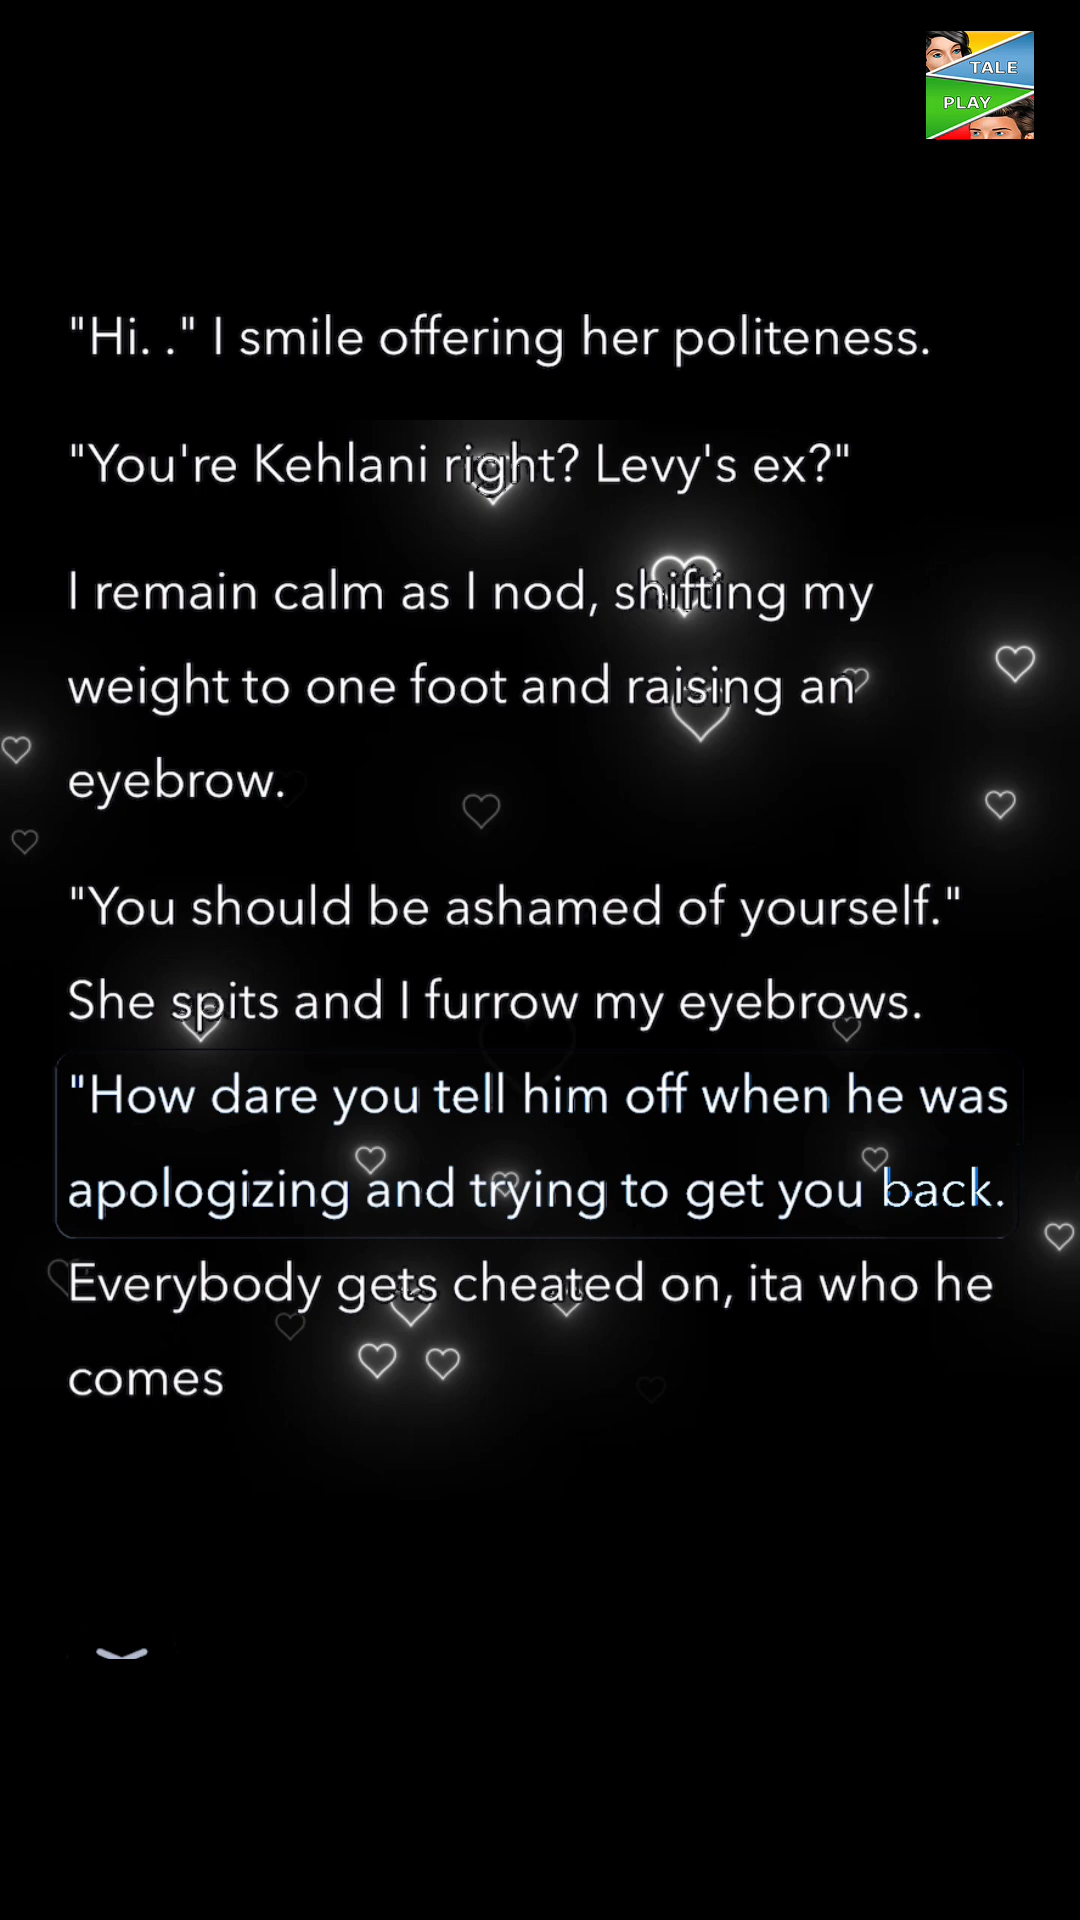 TALE
PLAY
"Hi. ." I smile offering her politeness.
"You're Kehlani right? Levy's ex?"
I remain calm as I nod, shifting my
weight to one foot and raising an
eyebrow.
"You should be ashamed of yourself."
She spits and I furrow my eyebrows.
"How dare you tell him off when he was
apologizing and trying to get you back.
Everybody gets cheated on, ita who he
comes